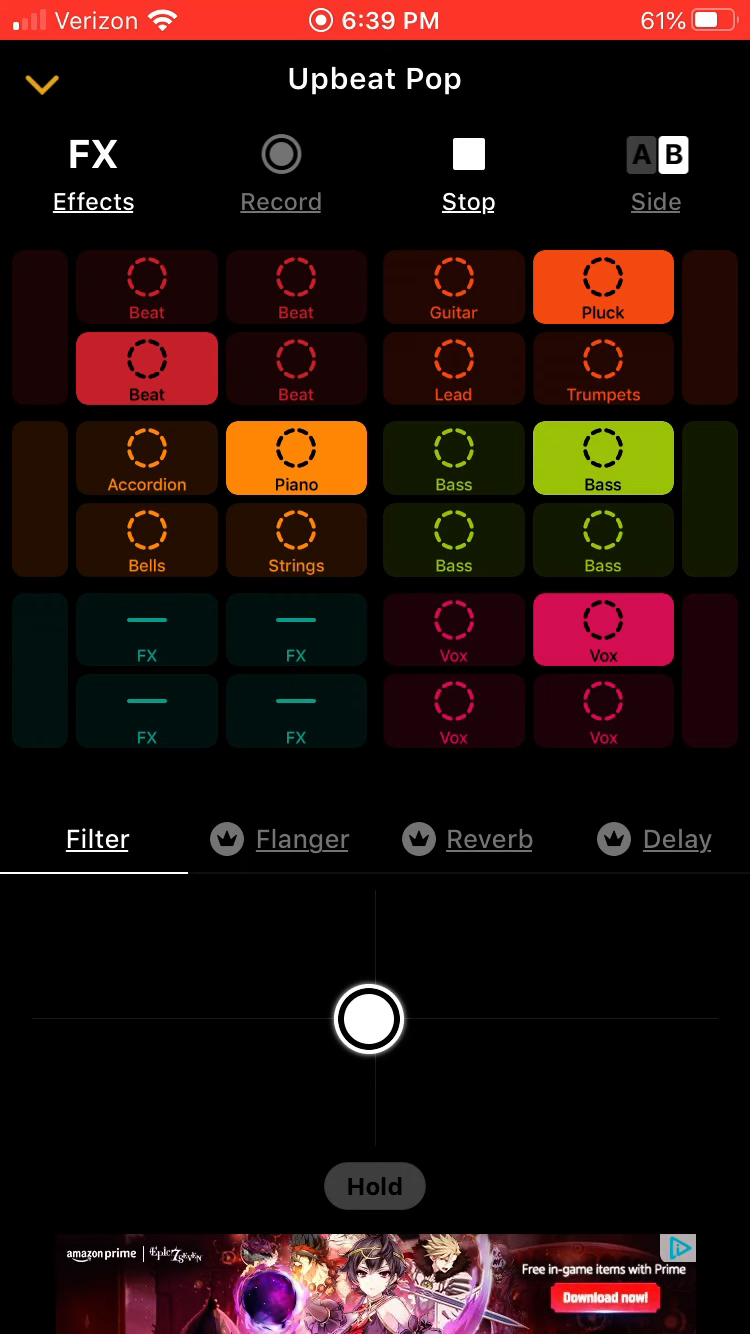 Verizon 6:39 PM 61%
Upbeat Pop
FX A B
Effects Record Stop Side
Beat Beat Guitar Pluck
Beat Beat Lead Trumpets
Accordion Piano Bass Bass
Bells Strings Bass Bass
FX FX Vox Vox
FX FX Vox Vox
Filter Flanger Reverb Delay
Hold
amazon prime Epic7 SEVEN
Free in-game items with Prime
Download now!